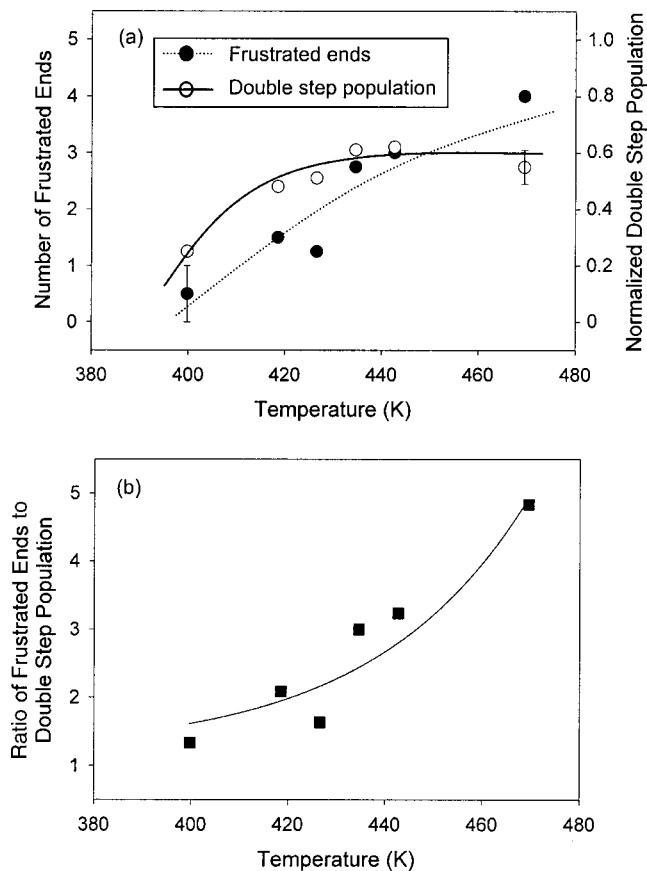 (a)
Frustrated ends
Double step population
Number of Frustrated Ends
5
4
3
2
1
0
1.0
0.8
0.6
0.4
0.2
0
Normalized Double Step Population
380
400
420
440
460
480
Temperature (K)
(b)
Ratio of Frustrated Ends to
Double Step Population
5
4
3
2
1
380
400
420
440
460
480
Temperature (K)